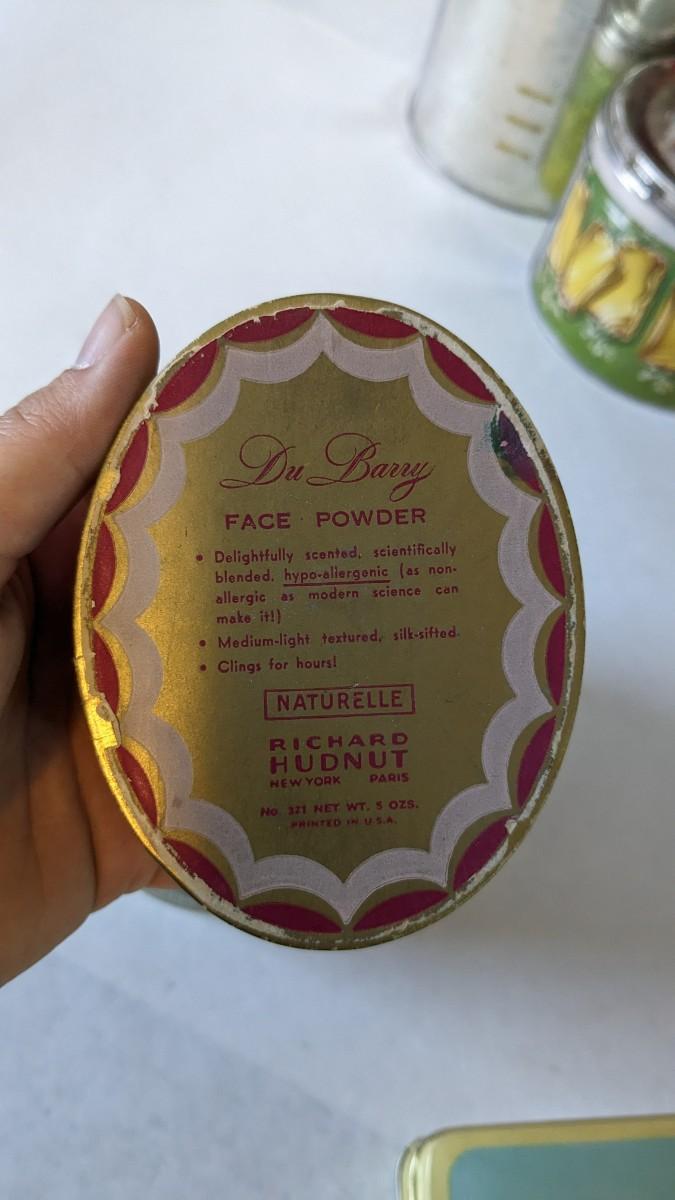 Du Barry
FACE POWDER
• Delightfully scented, scientifically
blended, hypo-allergenic (as non-
allergic as modern science can
make it!)
• Medium-light textured, silk-sifted.
• Clings for hours!
NATURELLE
RICHARD
HUDNUT
NEW YORK PARIS
No. 321 NET WT. 5 OZS.
PRINTED IN U.S.A.